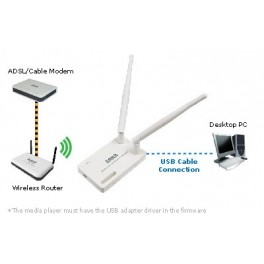 ADSL/Cable Modem
Desktop PC
USB Cable
Connection
Wireless Router
*The media player must have the USB adapter driver in the firmware